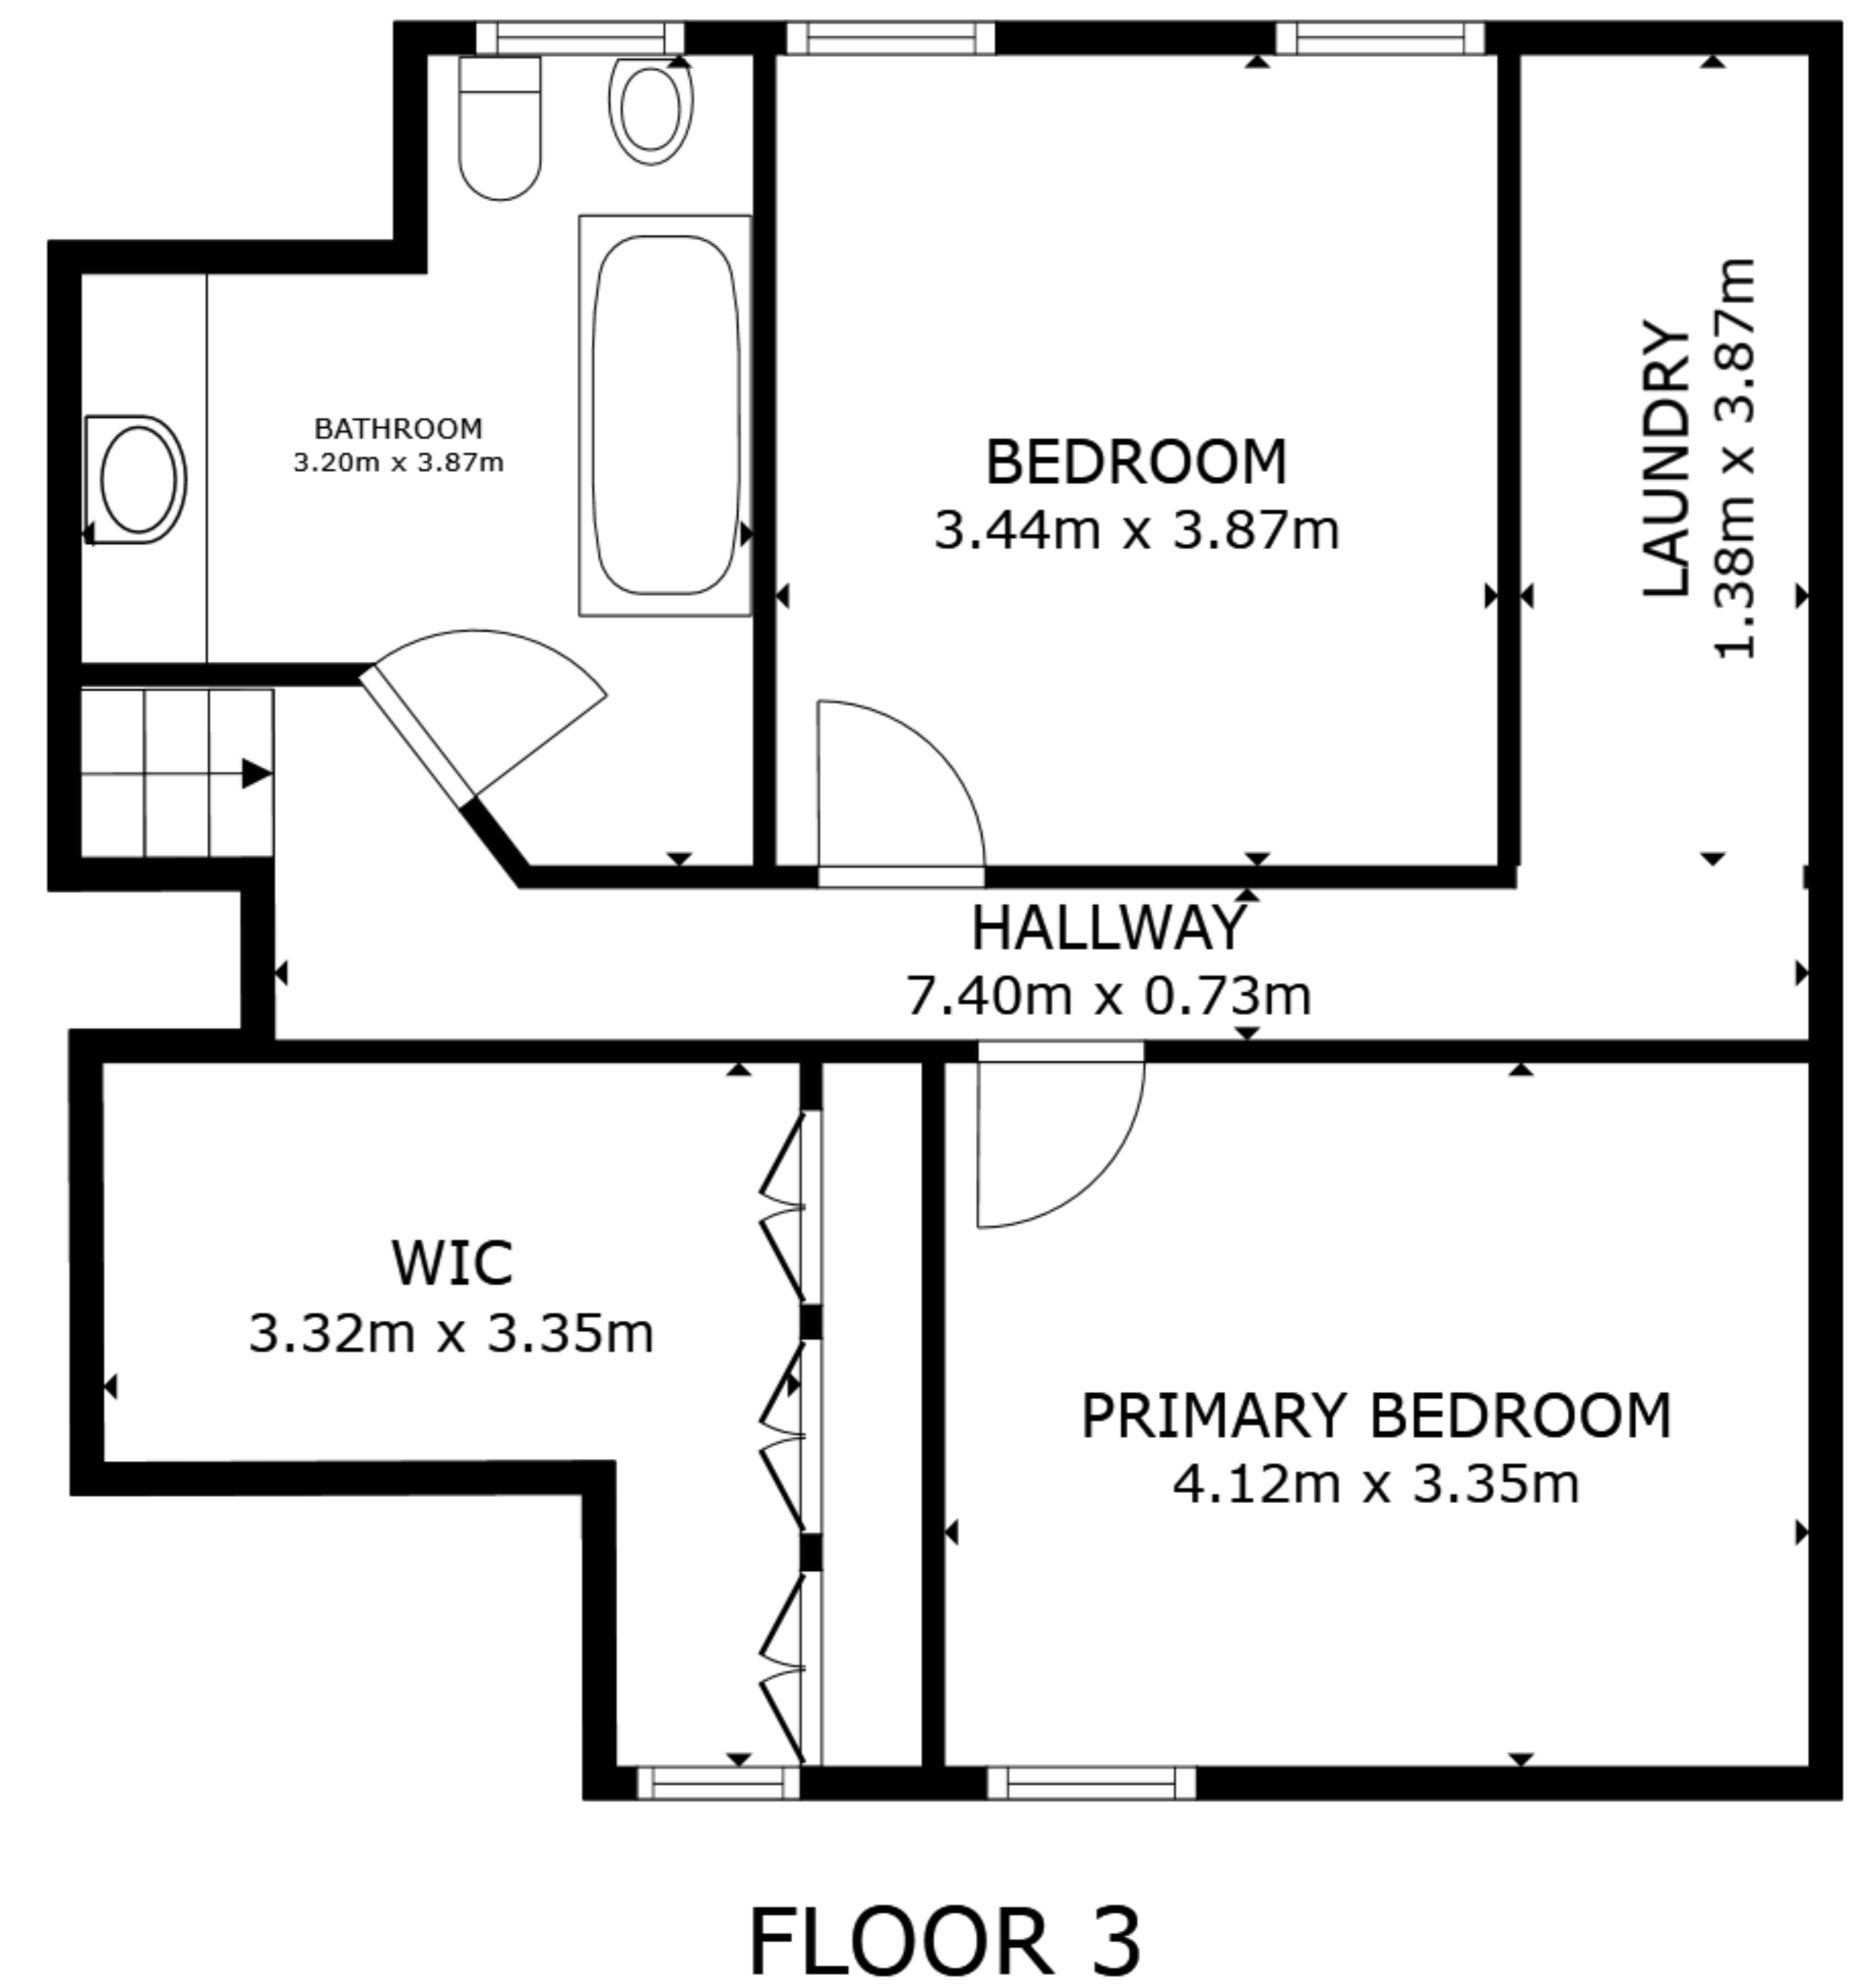 BATHROOM
3.20m x 3.87m
BEDROOM
3.44m x 3.87m
LAUNDRY
1.38m x 3.87m
HALLWAY
7.40m x 0.73m
WIC
3.32m x 3.35m
PRIMARY BEDROOM
4.12m x 3.35m
FLOOR 3